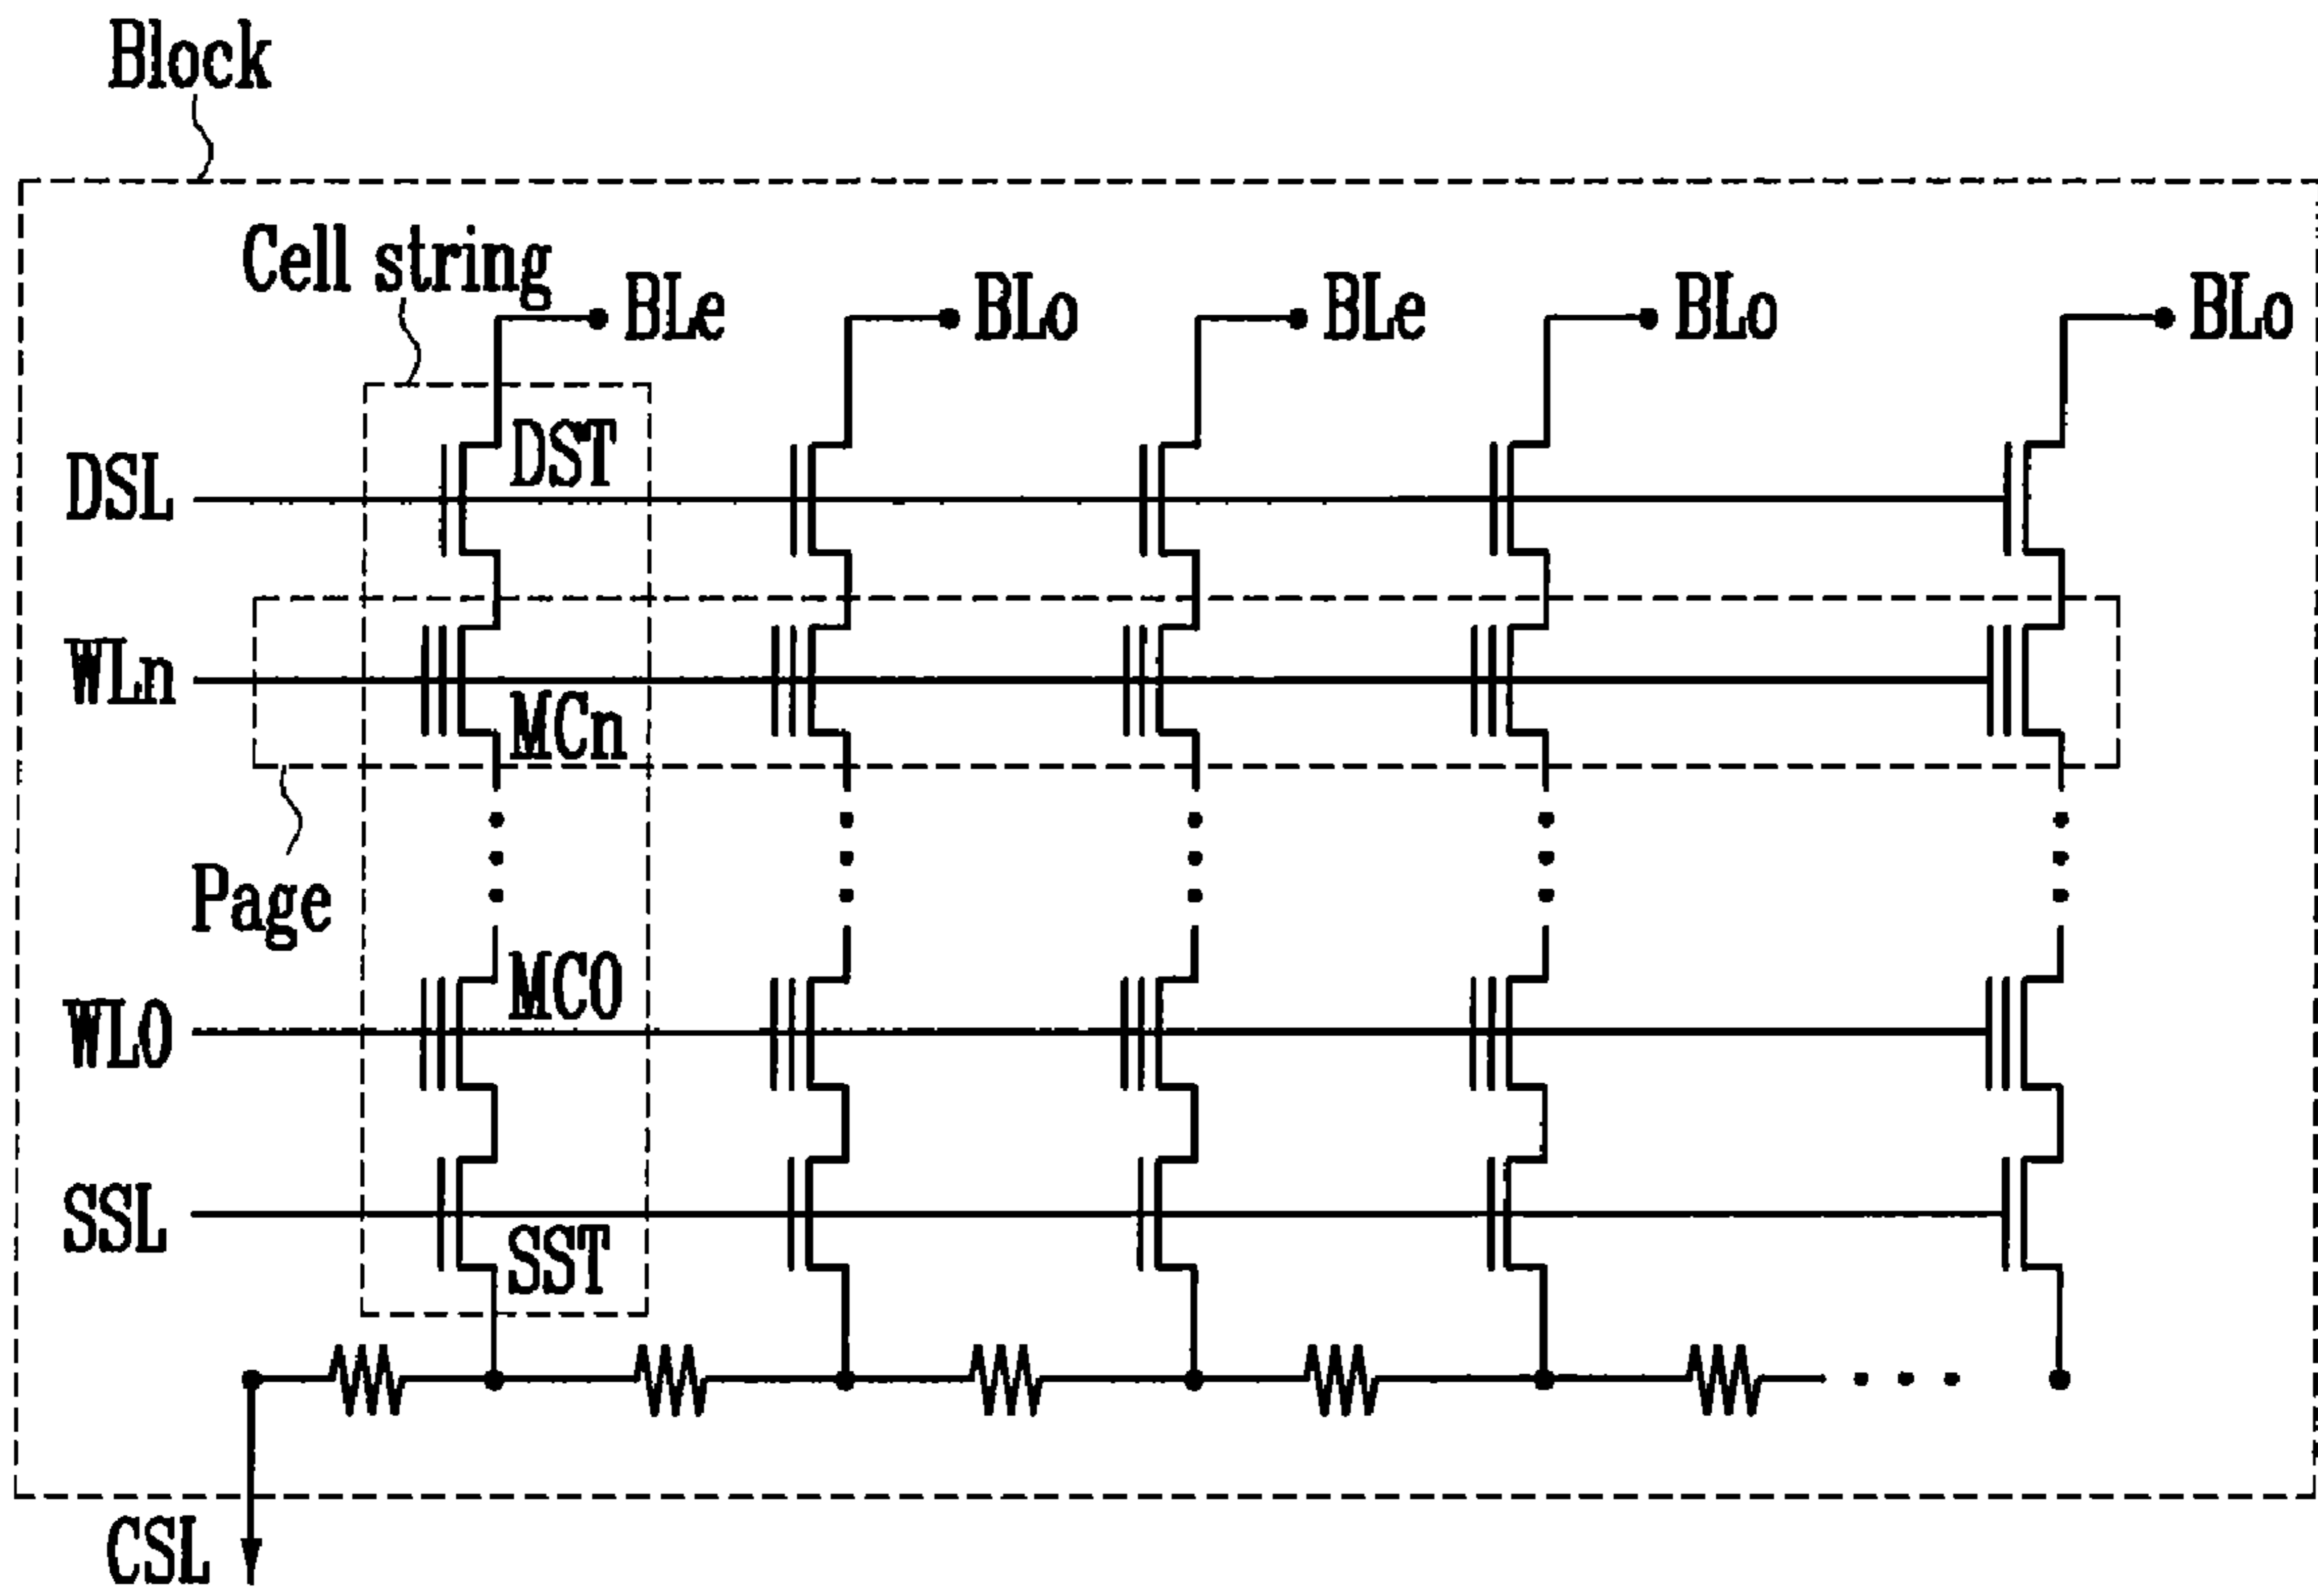 Block
Cell string
BLe
BLo
BLe
BLo
BLo
DST
DSL
WLn
MCn
Page
MC0
WL0
SSL
SST
CSL